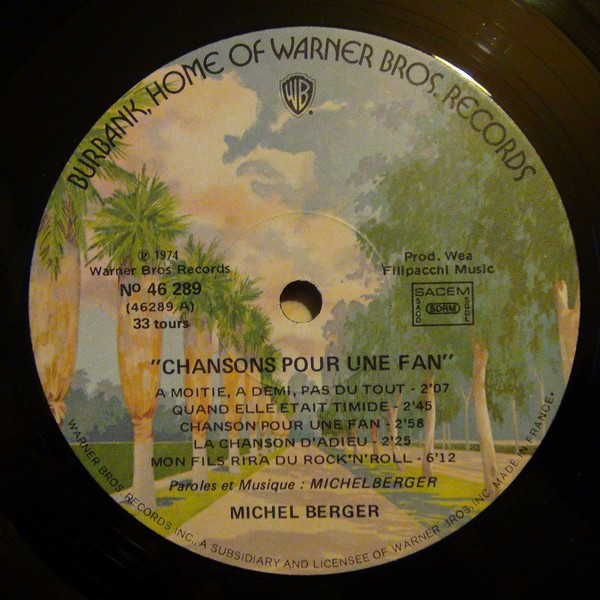 BURBANK, HOME OF WARNER BROS. RECORDS
WB
℗ 1974
Warner Bros Records
Nº 46 289
(46289 A)
33 tours
Prod. Wea
Filipacchi Music
SACEM
SACD
SDRM
SGDL
"CHANSONS POUR UNE FAN"
A MOITIE, A DEMI, PAS DU TOUT - 2'07
QUAND ELLE ETAIT TIMIDE - 2'45
CHANSON POUR UNE FAN - 2'58
LA CHANSON D'ADIEU - 2'25
MON FILS RIRA DU ROCK'N'ROLL - 6'12
Paroles et Musique : MICHELBERGER
MICHEL BERGER
WARNER BROS. RECORDS INC., A SUBSIDIARY AND LICENSEE OF WARNER BROS. INC. MADE IN FRANCE.